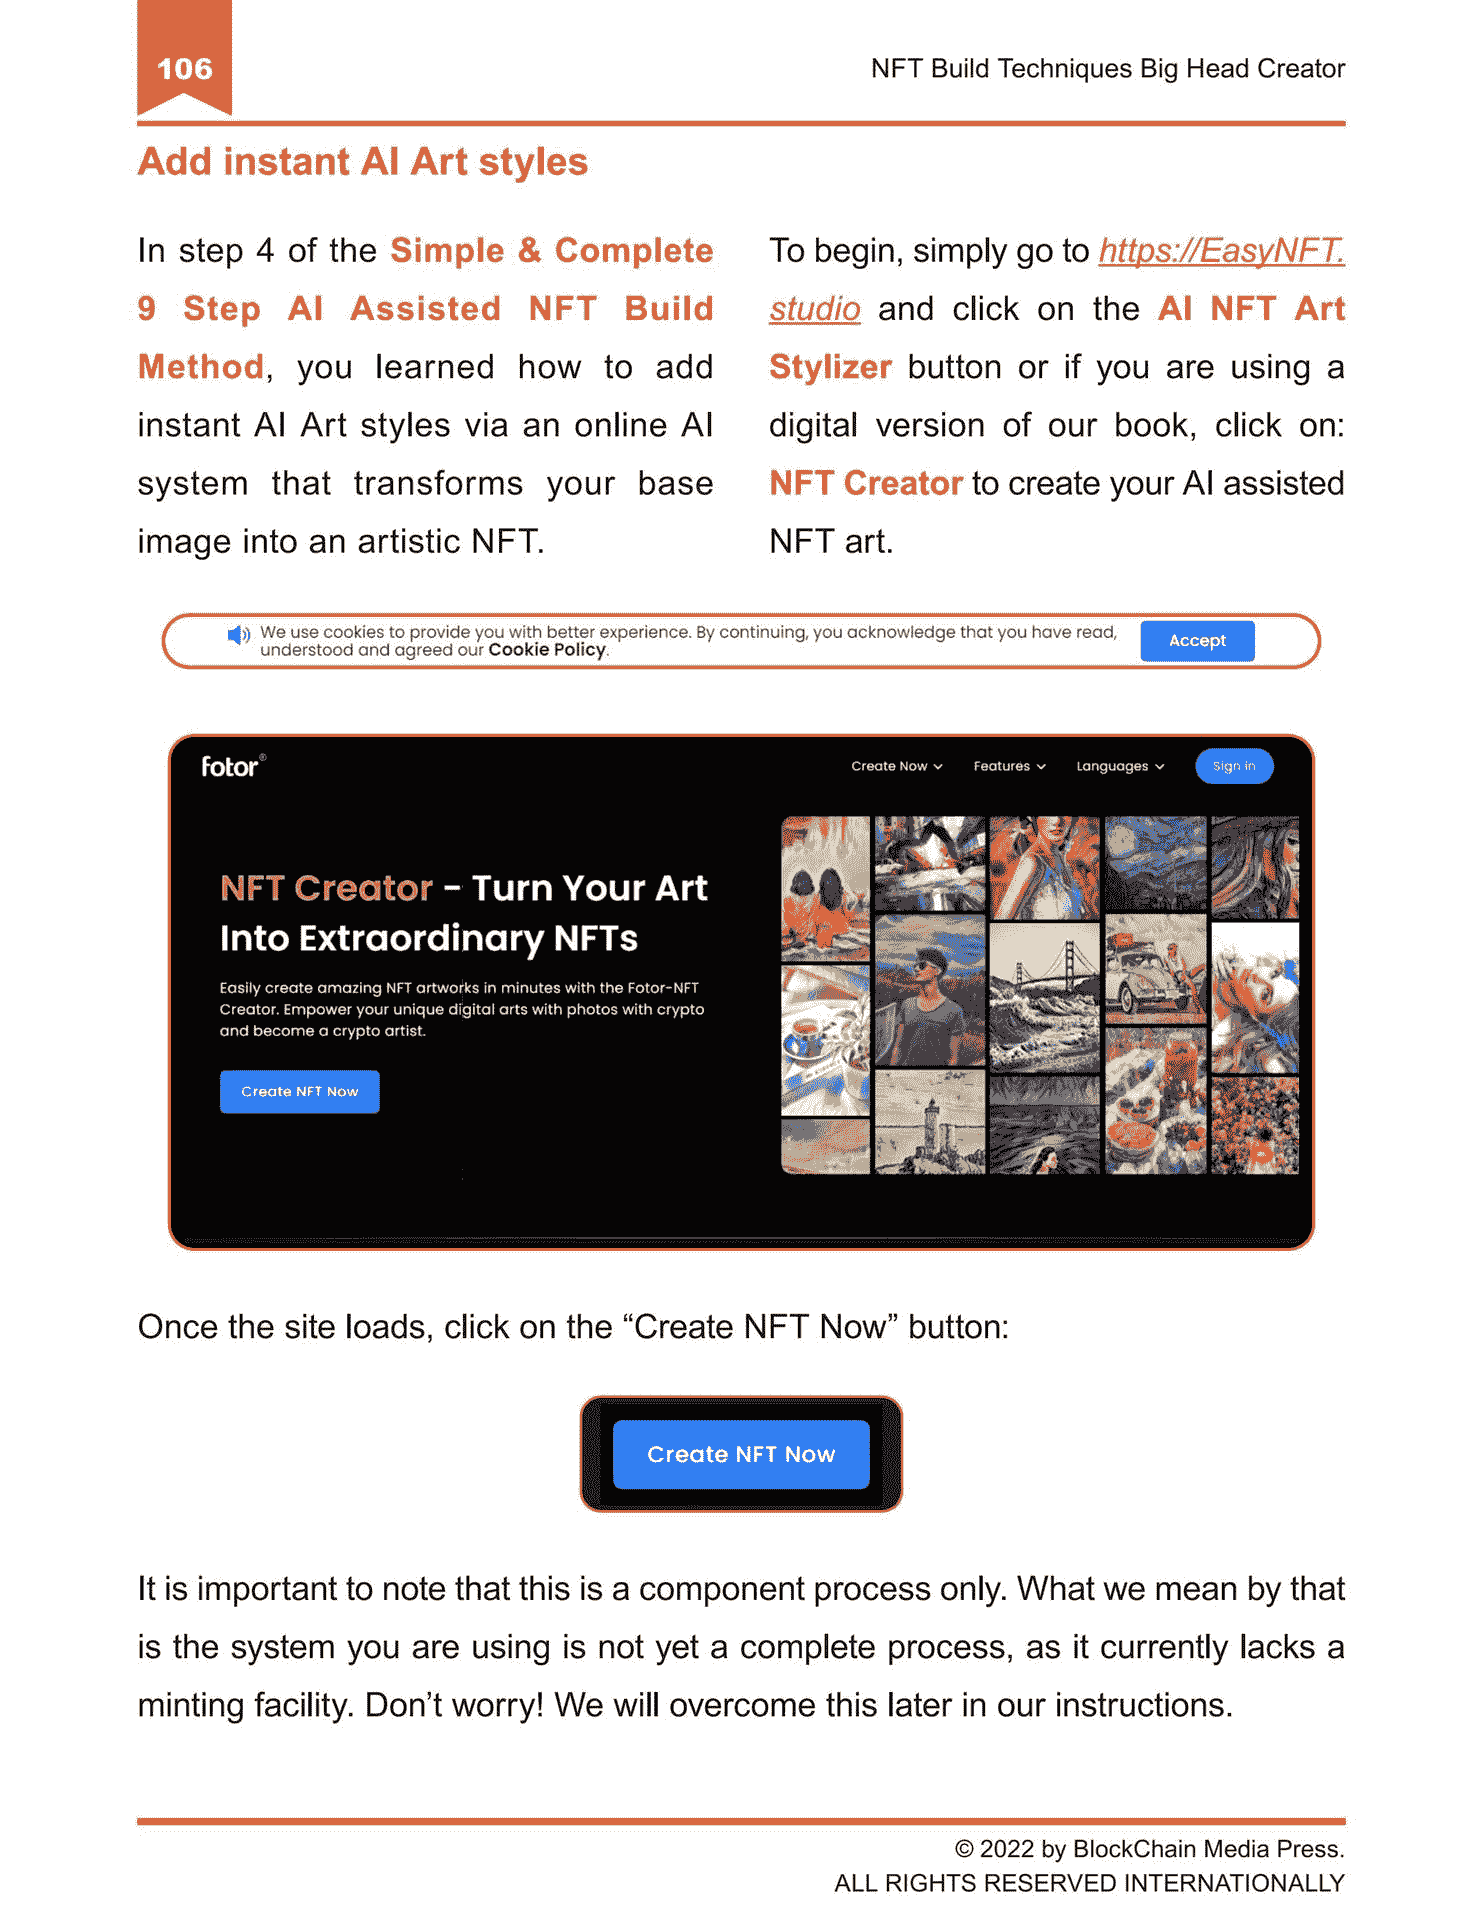 106
NFT Build Techniques Big Head Creator
Add instant AI Art styles
In step 4 of the Simple & Complete
9 Step AI Assisted NFT Build
Method, you learned how to add
instant AI Art styles via an online AI
system that transforms your base
image into an artistic NFT.
To begin, simply go to https://EasyNFT.
studio and click on the AI NFT Art
Stylizer button or if you are using a
digital version of our book, click on:
NFT Creator to create your AI assisted
NFT art.
We use cookies to provide you with better experience. By continuing, you acknowledge that you have read,
understood and agreed our Cookie Policy.
Accept
fotor®
Create Now
Features
Languages
Sign in
NFT Creator - Turn Your Art
Into Extraordinary NFTs
Easily create amazing NFT artworks in minutes with the Fotor-NFT
Creator. Empower your unique digital arts with photos with crypto
and become a crypto artist.
Create NFT Now
Once the site loads, click on the “Create NFT Now” button:
Create NFT Now
It is important to note that this is a component process only. What we mean by that
is the system you are using is not yet a complete process, as it currently lacks a
minting facility. Don’t worry! We will overcome this later in our instructions.
© 2022 by BlockChain Media Press.
ALL RIGHTS RESERVED INTERNATIONALLY